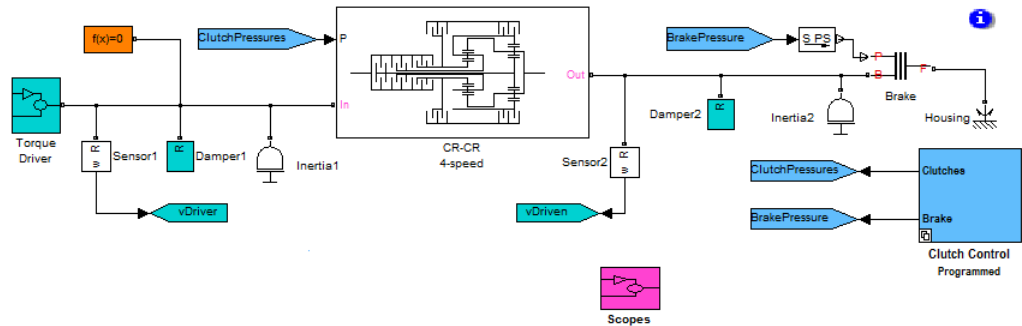 f(x)=0
ClutchPressures
P
In
Out
CR-CR
4-speed
BrakePressure
S PS
P
B
F
Brake
i
Torque
Driver
R
w
Sensor1
R
Damper1
Inertia1
R
w
Sensor2
R
Damper2
Inertia2
Housing
vDriver
vDriven
ClutchPressures
BrakePressure
Clutches
Brake
Clutch Control
Programmed
Scopes